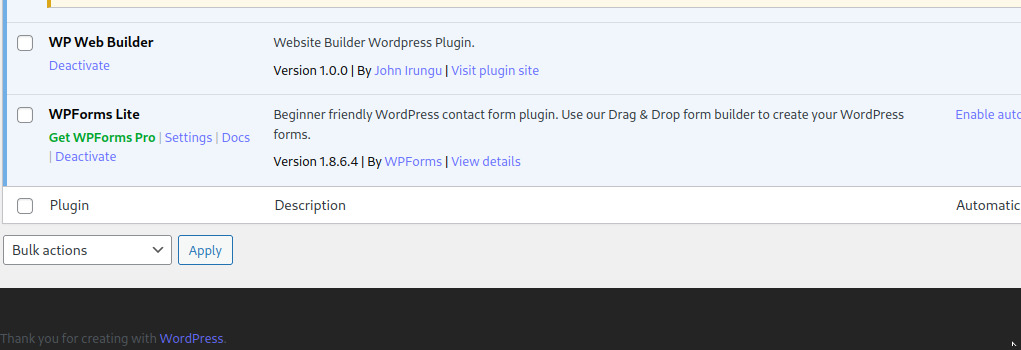 WP Web Builder
Website Builder Wordpress Plugin.
Deactivate
Version 1.0.0 | By John Irungu | Visit plugin site
WPForms Lite
Beginner friendly WordPress contact form plugin. Use our Drag & Drop form builder to create your WordPress
forms.
Enable auto
Get WPForms Pro | Settings | Docs
| Deactivate
Version 1.8.6.4 | By WPForms | View details
Plugin
Description
Automatic
Bulk actions
Apply
Thank you for creating with WordPress.